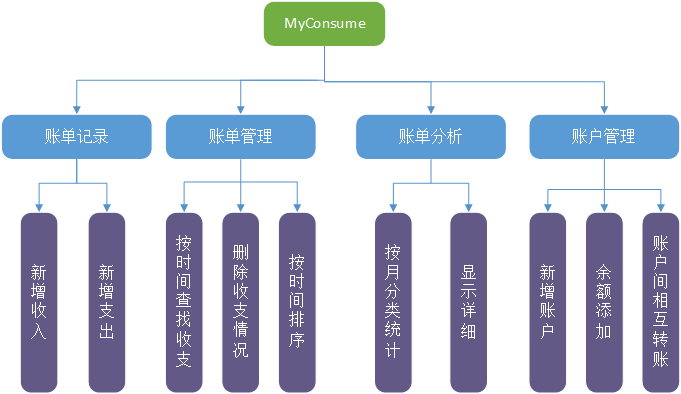 MyConsume
账单记录
账单管理
账单分析
账户管理
新增收入
新增支出
按时间查找收支
删除收支情况
按时间排序
按月分类统计
显示详细
新增账户
余额添加
账户间相互转账